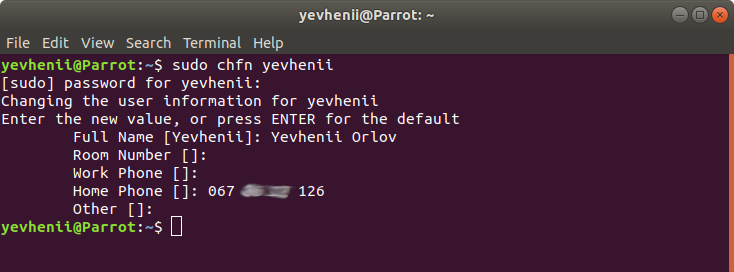 yevhenii@Parrot: ~
File Edit View Search Terminal Help
yevhenii@Parrot:~$ sudo chfn yevhenii
[sudo] password for yevhenii:
Changing the user information for yevhenii
Enter the new value, or press ENTER for the default
Full Name [Yevhenii]: Yevhenii Orlov
Room Number []:
Work Phone []:
Home Phone []: 067 126
Other []:
yevhenii@Parrot:~$